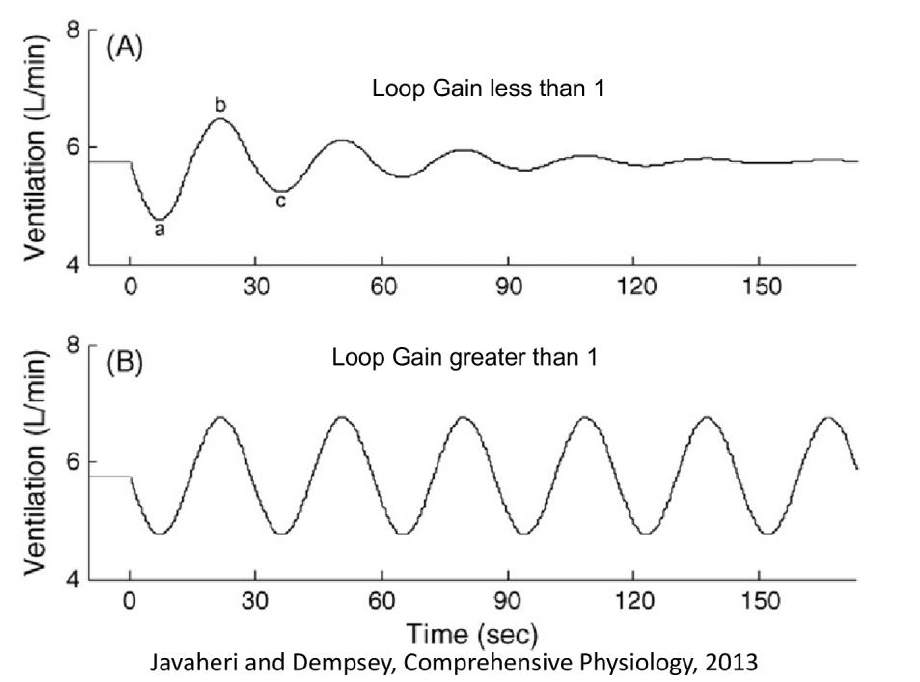 8
(A)
Loop Gain less than 1
b
6
c
a
4
Ventilation (L/min)
0 30 60 90 120 150
8
(B)
Loop Gain greater than 1
6
4
Ventilation (L/min)
0 30 60 90 120 150
Time (sec)
Javaheri and Dempsey, Comprehensive Physiology, 2013